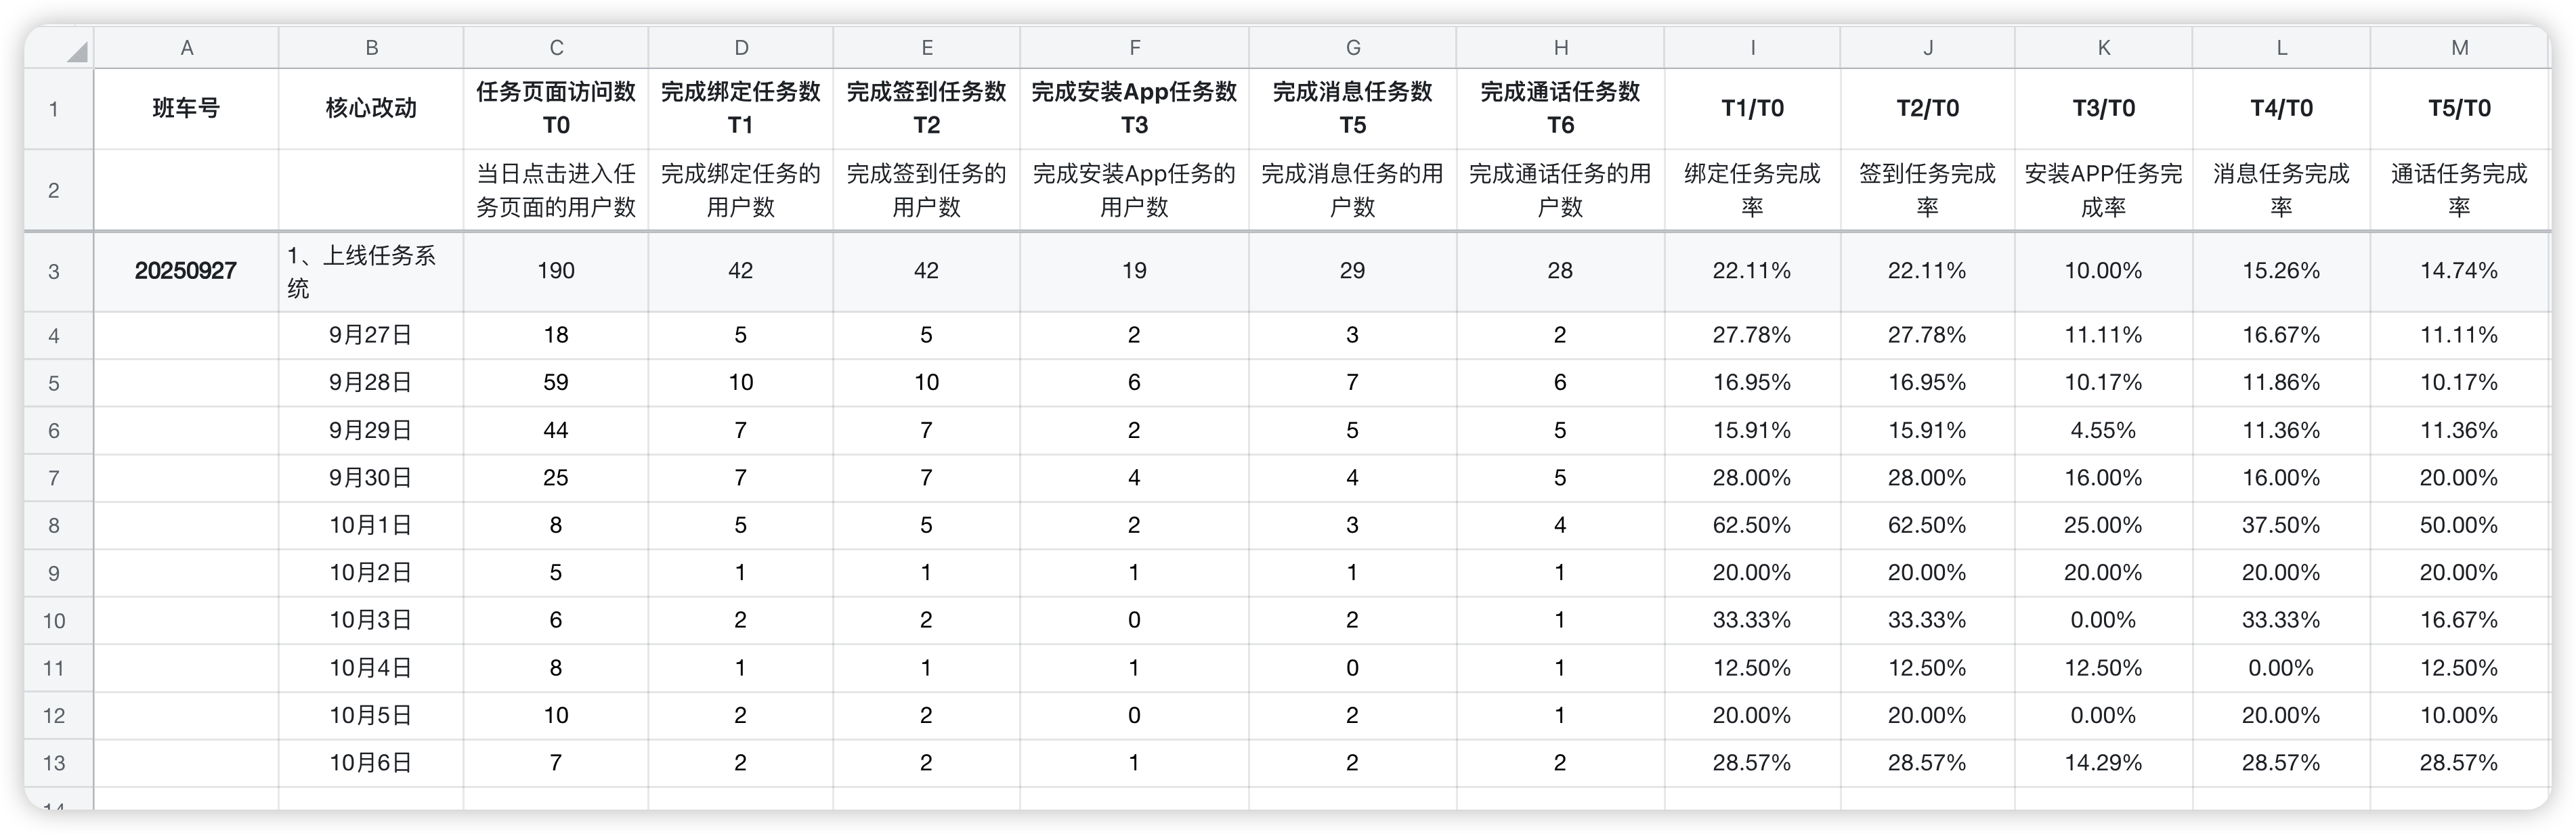 A B C D E F G H I J K L M
1 班车号 核心改动 任务页面访问数 T0 完成绑定任务数 T1 完成签到任务数 T2 完成安装App任务数 T3 完成消息任务数 T5 完成通话任务数 T6 T1/T0 T2/T0 T3/T0 T4/T0 T5/T0
2 当日点击进入任务页面的用户数 完成绑定任务的用户数 完成签到任务的用户数 完成安装App任务的用户数 完成消息任务的用户数 完成通话任务的用户数 绑定任务完成率 签到任务完成率 安装APP任务完成率 消息任务完成率 通话任务完成率
3 20250927 1、上线任务系统 190 42 42 19 29 28 22.11% 22.11% 10.00% 15.26% 14.74%
4 9月27日 18 5 5 2 3 2 27.78% 27.78% 11.11% 16.67% 11.11%
5 9月28日 59 10 10 6 7 6 16.95% 16.95% 10.17% 11.86% 10.17%
6 9月29日 44 7 7 2 5 5 15.91% 15.91% 4.55% 11.36% 11.36%
7 9月30日 25 7 7 4 4 5 28.00% 28.00% 16.00% 16.00% 20.00%
8 10月1日 8 5 5 2 3 4 62.50% 62.50% 25.00% 37.50% 50.00%
9 10月2日 5 1 1 1 1 1 20.00% 20.00% 20.00% 20.00% 20.00%
10 10月3日 6 2 2 0 2 1 33.33% 33.33% 0.00% 33.33% 16.67%
11 10月4日 8 1 1 1 0 1 12.50% 12.50% 12.50% 0.00% 12.50%
12 10月5日 10 2 2 0 2 1 20.00% 20.00% 0.00% 20.00% 10.00%
13 10月6日 7 2 2 1 2 2 28.57% 28.57% 14.29% 28.57% 28.57%
14